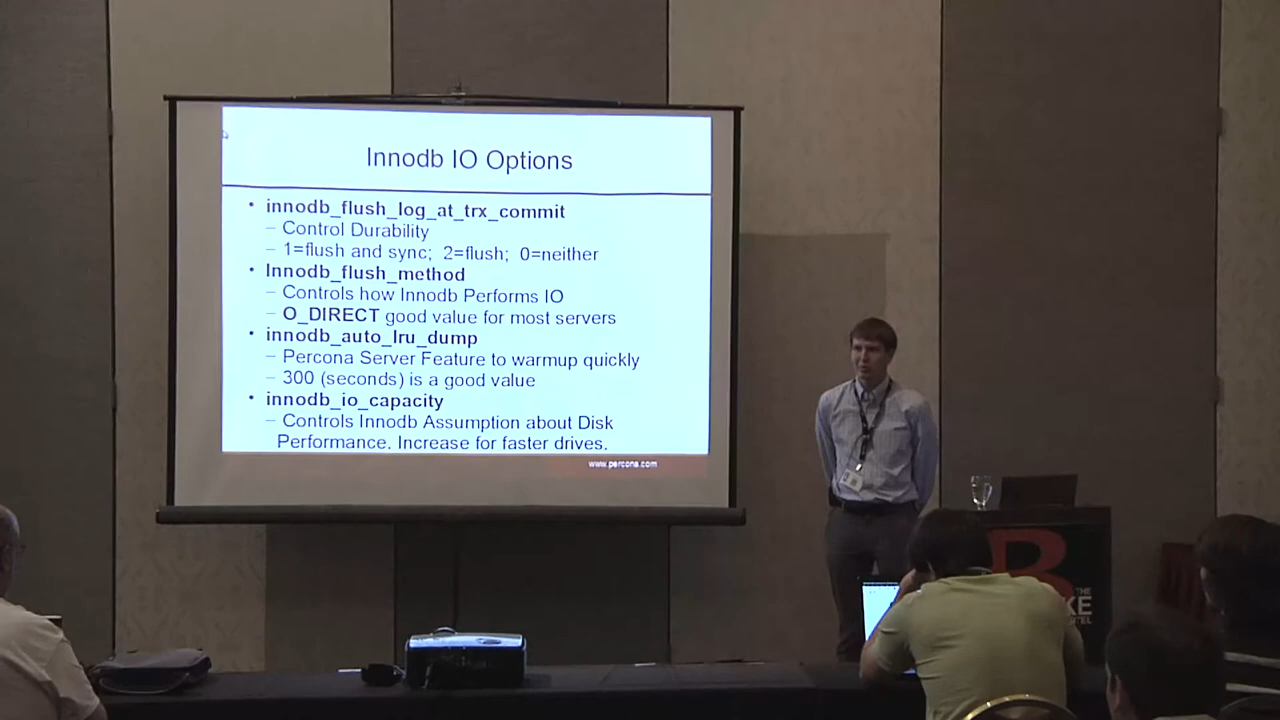 Innodb IO Options
• innodb_flush_log_at_trx_commit
– Control Durability
– 1=flush and sync; 2=flush; 0=neither
• Innodb_flush_method
– Controls how Innodb Performs IO
– O_DIRECT good value for most servers
• innodb_auto_lru_dump
– Percona Server Feature to warmup quickly
– 300 (seconds) is a good value
• innodb_io_capacity
– Controls Innodb Assumption about Disk
Performance. Increase for faster drives.
www.percona.com
B
THE